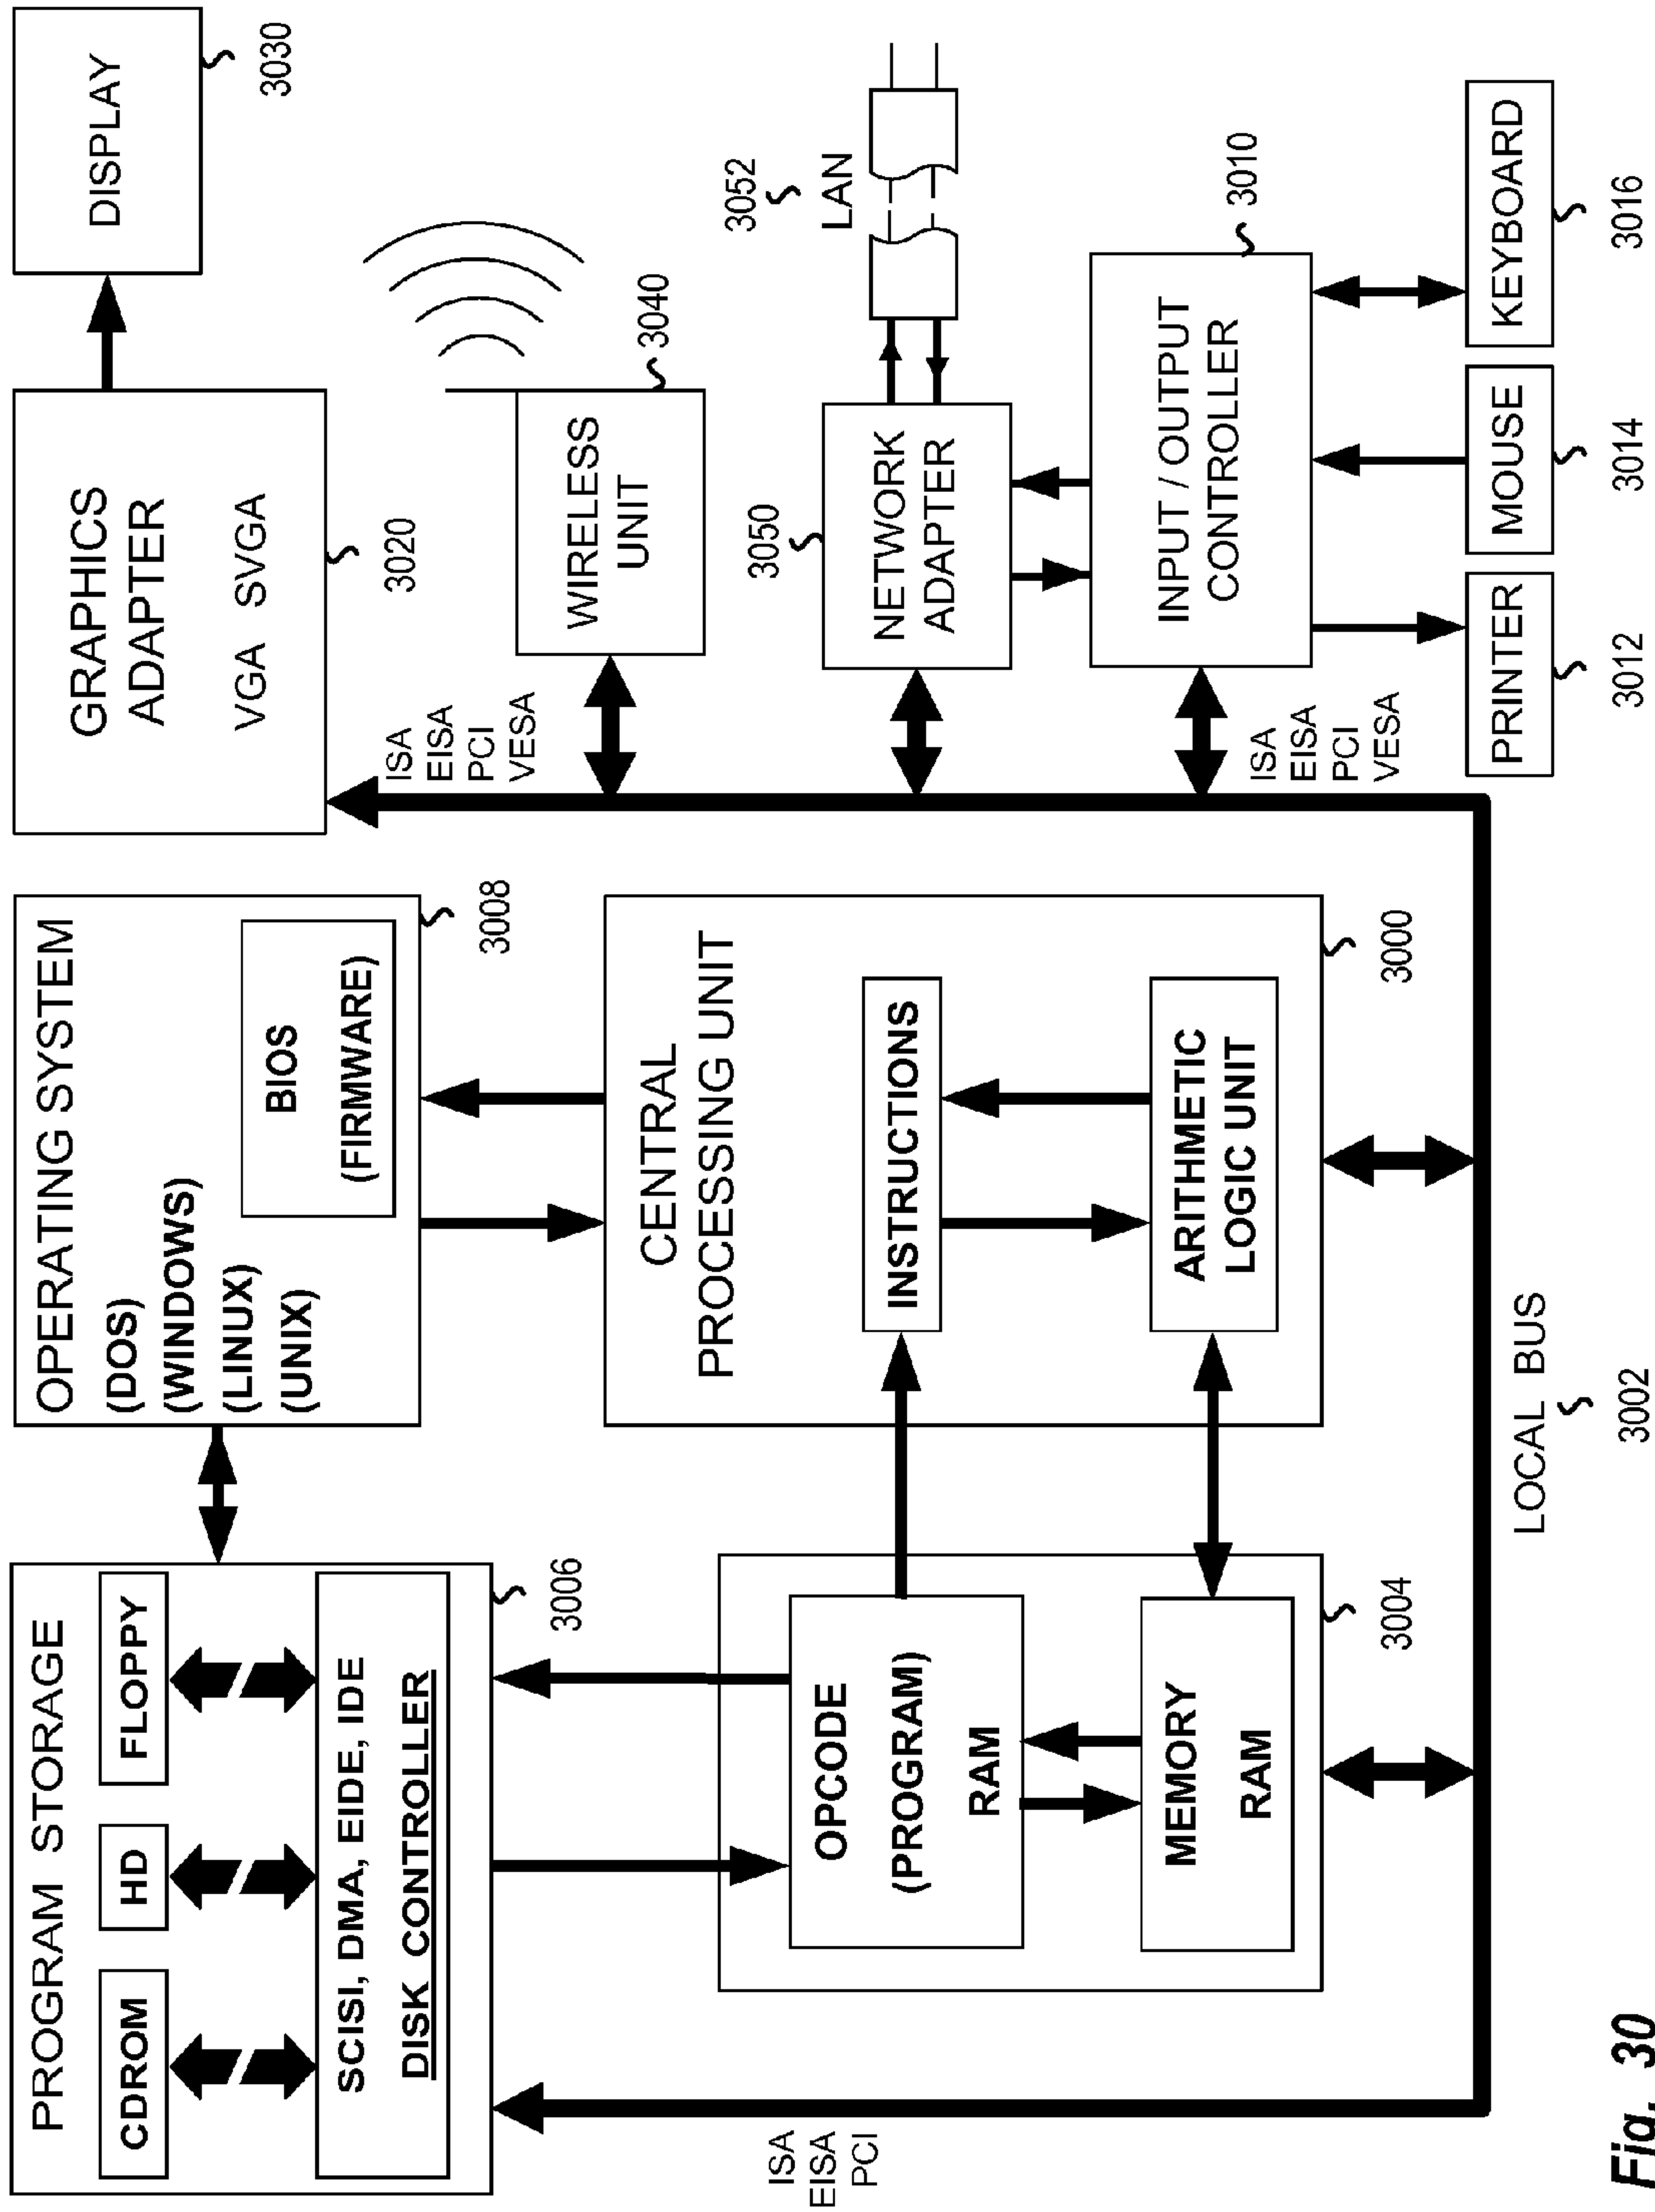 PROGRAM STORAGE
CDROM
HD
FLOPPY
SCISI, DMA, EIDE, IDE
DISK CONTROLLER
3006
OPERATING SYSTEM
(DOS)
(WINDOWS)
(LINUX)
(UNIX)
BIOS
(FIRMWARE)
3008
GRAPHICS
ADAPTER
VGA SVGA
3020
DISPLAY
3030
ISA
EISA
PCI
VESA
WIRELESS
UNIT
3040
OPCODE
(PROGRAM)
RAM
MEMORY
RAM
3004
CENTRAL
PROCESSING UNIT
INSTRUCTIONS
ARITHMETIC
LOGIC UNIT
3000
3050
NETWORK
ADAPTER
3052
LAN
INPUT / OUTPUT
CONTROLLER
3010
ISA
EISA
PCI
VESA
ISA
EISA
PCI
PRINTER
MOUSE
KEYBOARD
3012
3014
3016
LOCAL BUS
3002
Fig. 30